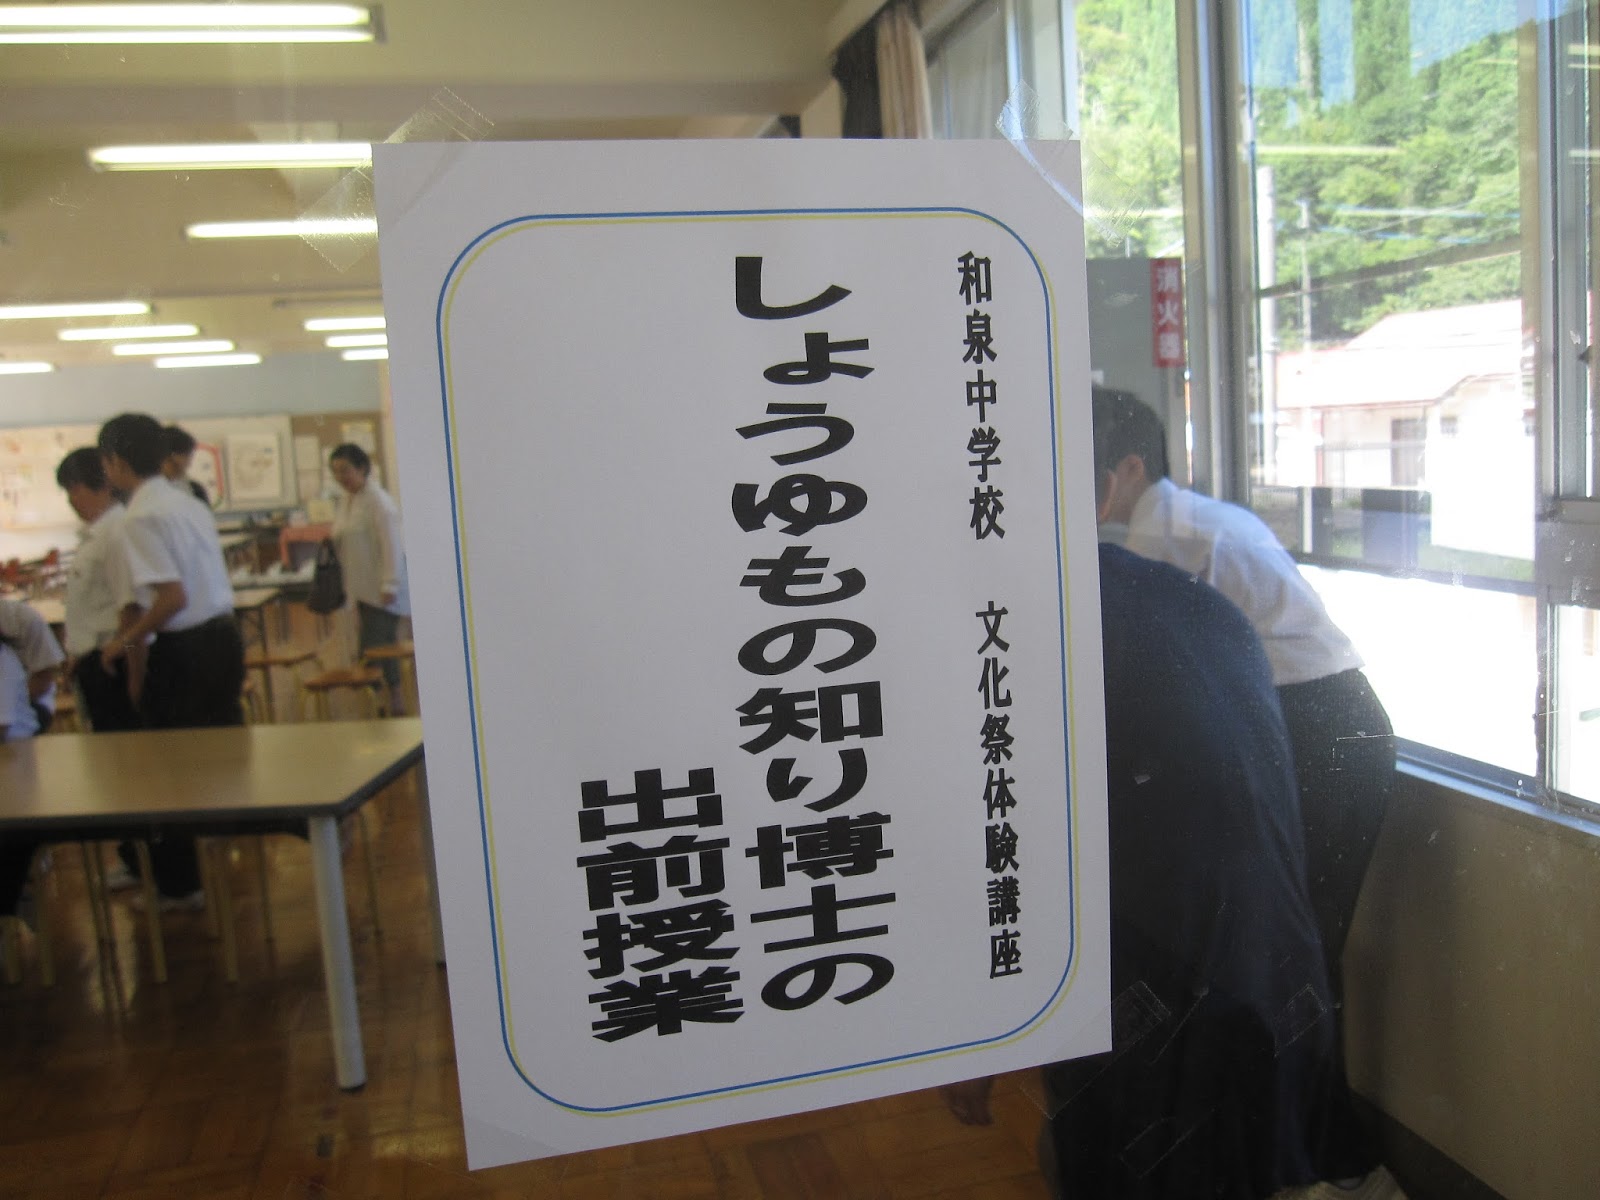 和泉中学校　文化祭体験講座
しょうゆもの知り博士の
出前授業
消火器